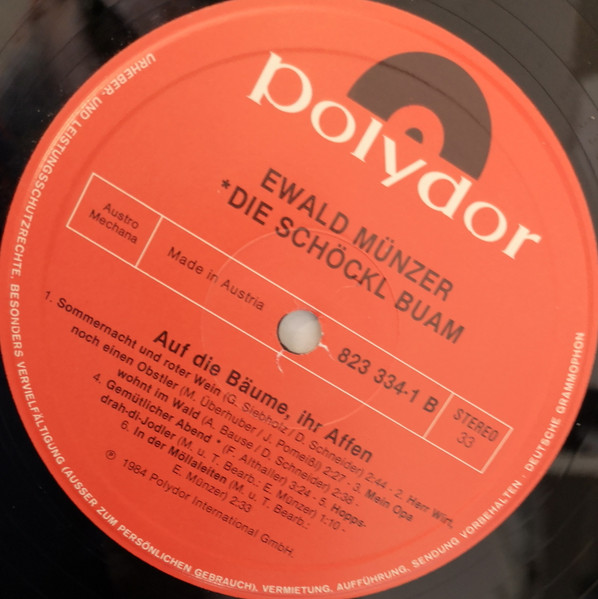 polydor
EWALD MÜNZER
*DIE SCHÖCKL BUAM
Austro
Mechana
Made in Austria
823 334-1 B
STEREO
33
Auf die Bäume, ihr Affen
1. Sommernacht und roter Wein (G. Siebholz / D. Schneider) 2:44 · 2. Herr Wirt,
noch einen Obstler (M. Überhuber / J. Pomeißl) 2:27 · 3. Mein Opa
wohnt im Wald (A. Bause / D. Schneider) 2:38 ·
4. Gemütlicher Abend * (F. Althaller) 3:24 · 5. Hopps-
drah-di-Jodler (M. u. T. Bearb.: E. Münzer) 1:10 ·
6. In der Möllaleiten (M. u. T. Bearb.:
E. Münzer) 2:33
℗ 1984 Polydor International GmbH.
URHEBER- UND LEISTUNGSSCHUTZRECHTE, BESONDERS VERVIELFÄLTIGUNG (AUSSER ZUM PERSÖNLICHEN GEBRAUCH), VERMIETUNG, AUFFÜHRUNG, SENDUNG VORBEHALTEN · DEUTSCHE GRAMMOPHON